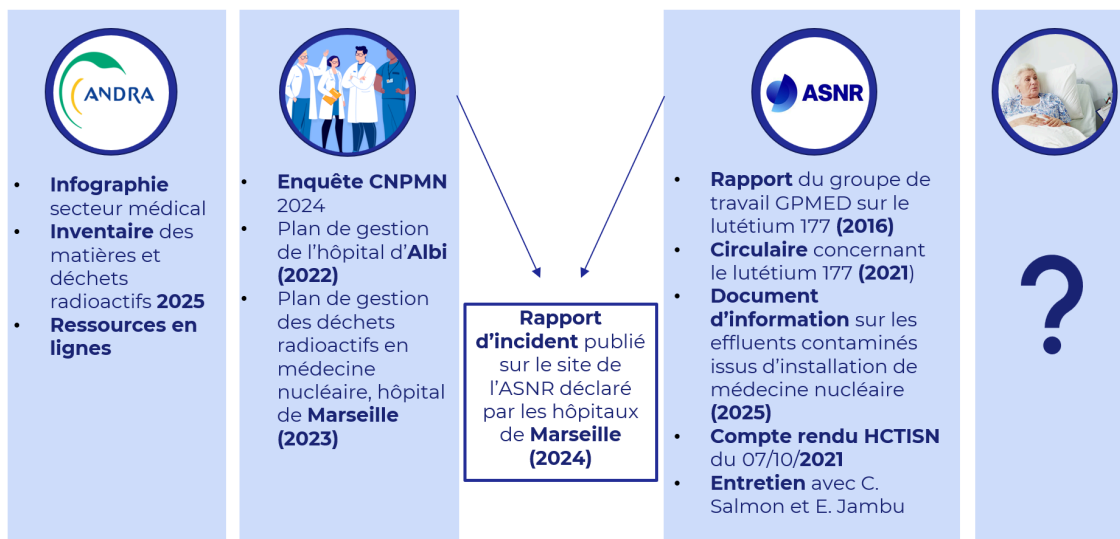 ANDRA
• Infographie
secteur médical
• Inventaire des
matières et
déchets
radioactifs 2025
• Ressources en
lignes
• Enquête CNPMN
2024
• Plan de gestion
de l'hôpital d'Albi
(2022)
• Plan de gestion
des déchets
radioactifs en
médecine
nucléaire, hôpital
de Marseille
(2023)
Rapport
d'incident publié
sur le site de
l'ASNR déclaré
par les hôpitaux
de Marseille
(2024)
ASNR
• Rapport du groupe de
travail GPMED sur le
lutétium 177 (2016)
• Circulaire concernant
le lutétium 177 (2021)
• Document
d'information sur les
effluents contaminés
issus d'installation de
médecine nucléaire
(2025)
• Compte rendu HCTISN
du 07/10/2021
• Entretien avec C.
Salmon et E. Jambu
?